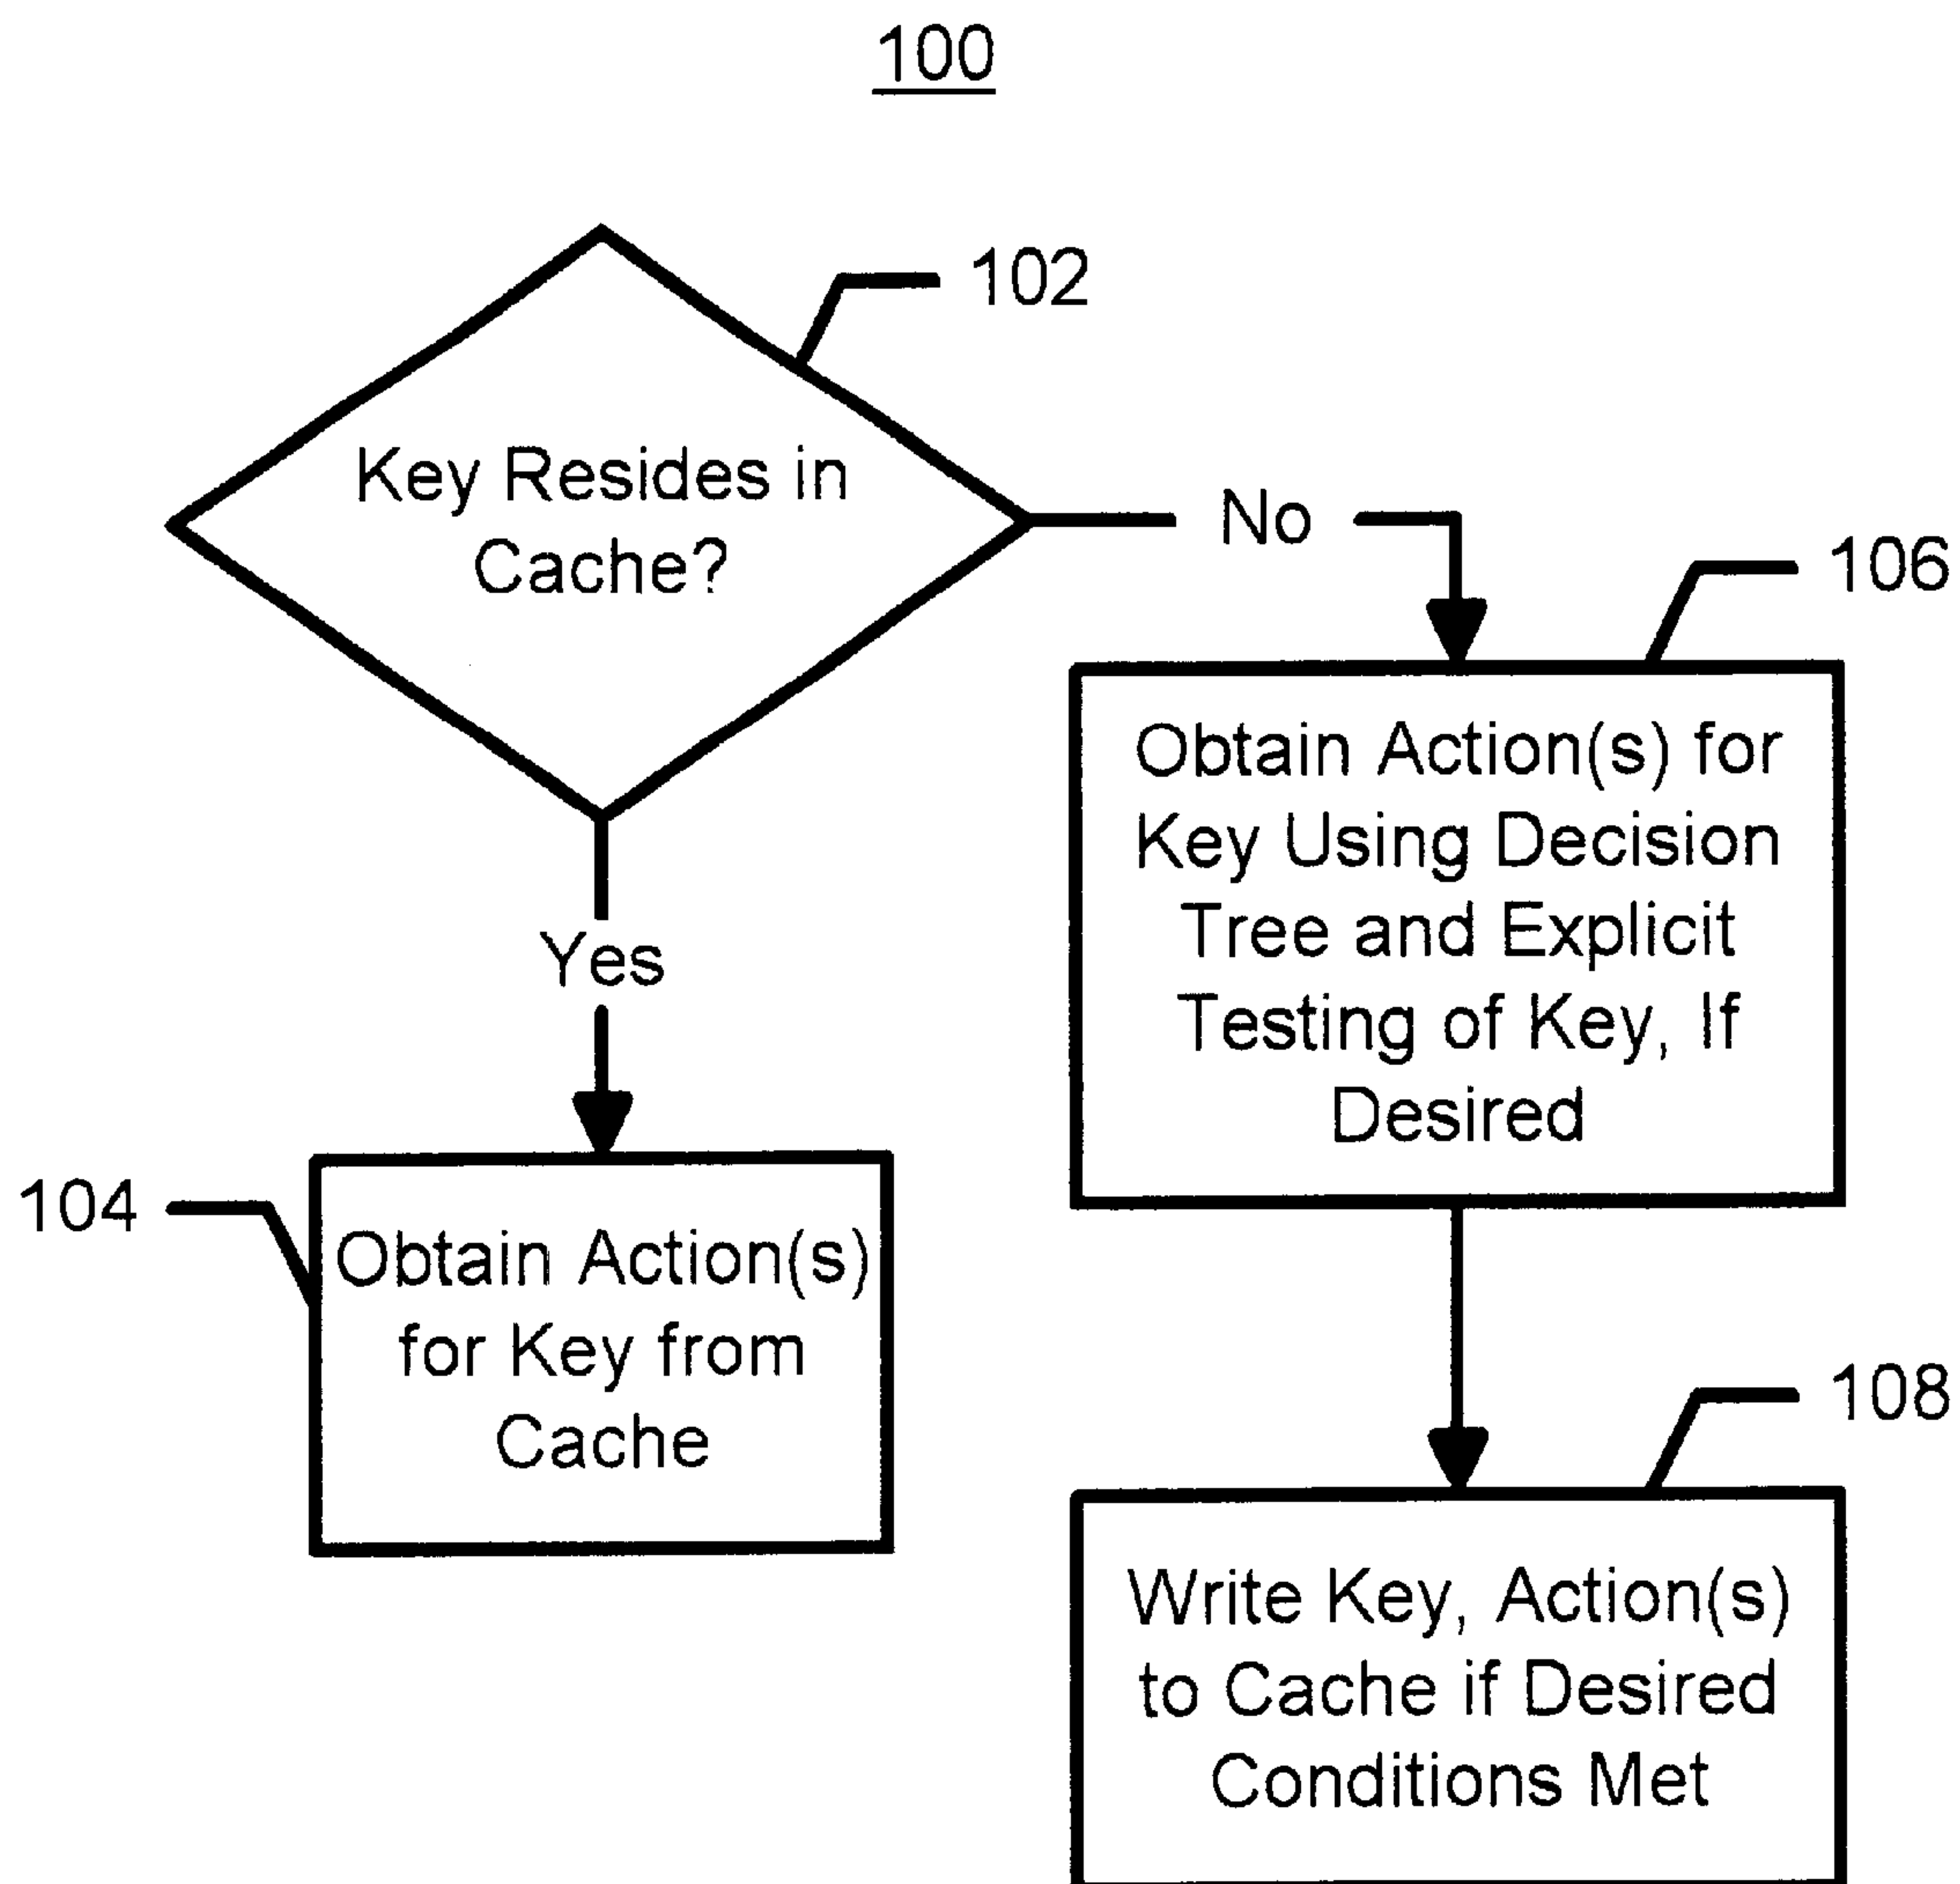 100
102
Key Resides in
Cache?
No
106
Obtain Action(s) for
Key Using Decision
Tree and Explicit
Testing of Key, If
Desired
Yes
104
Obtain Action(s)
for Key from
Cache
108
Write Key, Action(s)
to Cache if Desired
Conditions Met